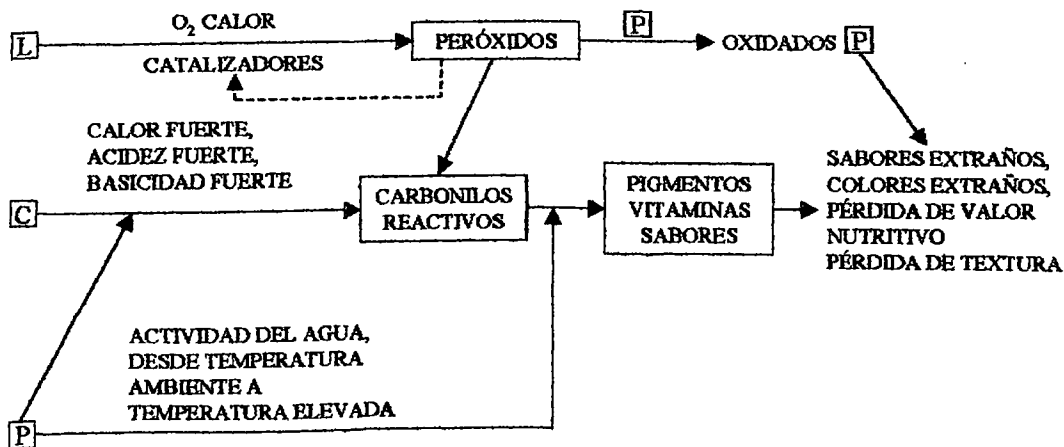 L
O₂ CALOR
CATALIZADORES
PERÓXIDOS
P
OXIDADOS P
CALOR FUERTE,
ACIDEZ FUERTE,
BASICIDAD FUERTE
C
CARBONILOS
REACTIVOS
PIGMENTOS
VITAMINAS
SABORES
SABORES EXTRAÑOS,
COLORES EXTRAÑOS,
PÉRDIDA DE VALOR
NUTRITIVO
PÉRDIDA DE TEXTURA
ACTIVIDAD DEL AGUA,
DESDE TEMPERATURA
AMBIENTE A
TEMPERATURA ELEVADA
P